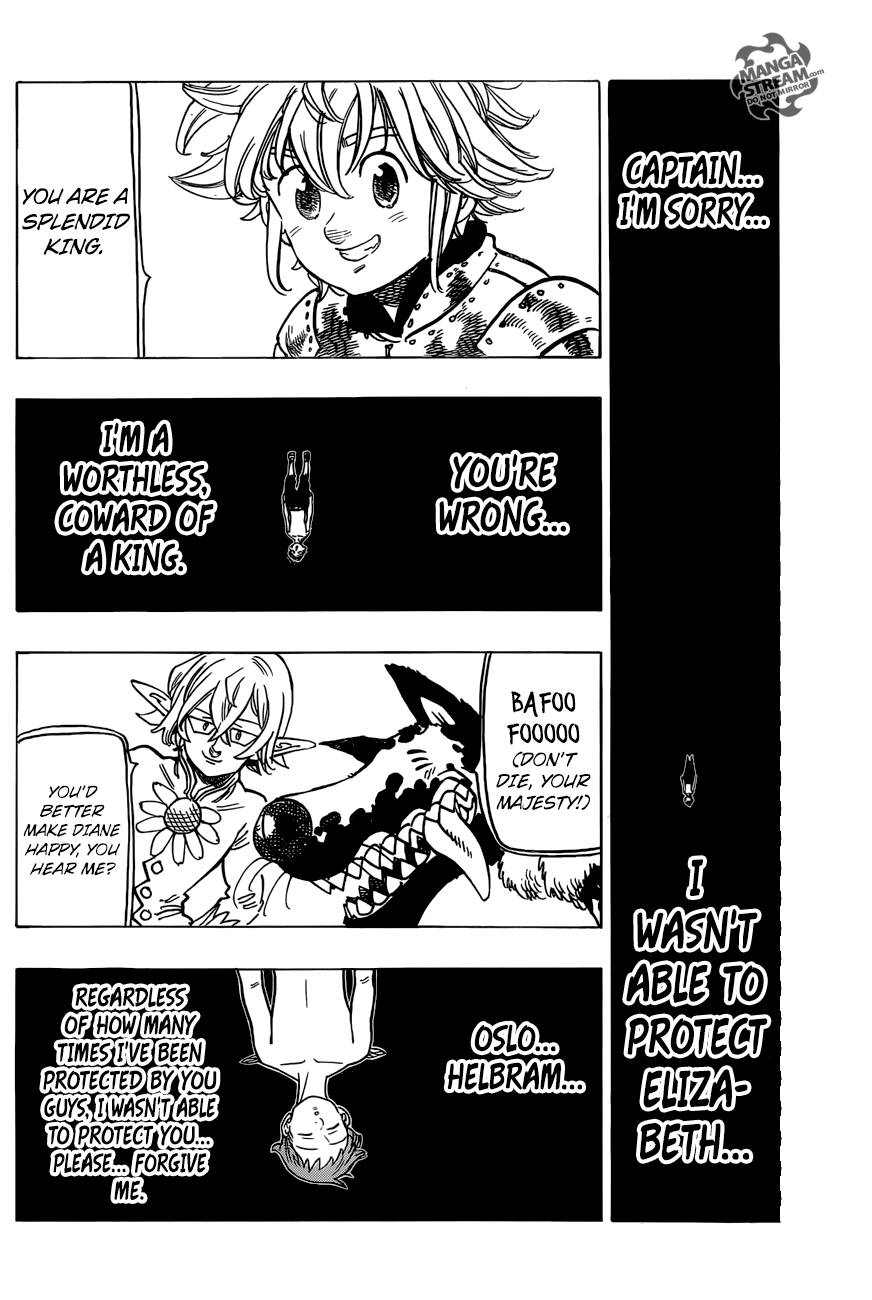 MANGA
STREAM.com
DO NOT MIRROR
CAPTAIN...
I'M SORRY...
I
WASN'T
ABLE TO
PROTECT
ELIZA-
BETH...
YOU ARE A
SPLENDID
KING.
YOU'RE
WRONG...
I'M A
WORTHLESS,
COWARD OF
A KING.
BAFOO
FOOOOO
(DON'T
DIE, YOUR
MAJESTY!)
YOU'D
BETTER
MAKE DIANE
HAPPY, YOU
HEAR ME?
OSLO...
HELBRAM...
REGARDLESS
OF HOW MANY
TIMES I'VE BEEN
PROTECTED BY YOU
GUYS, I WASN'T ABLE
TO PROTECT YOU...
PLEASE... FORGIVE
ME.